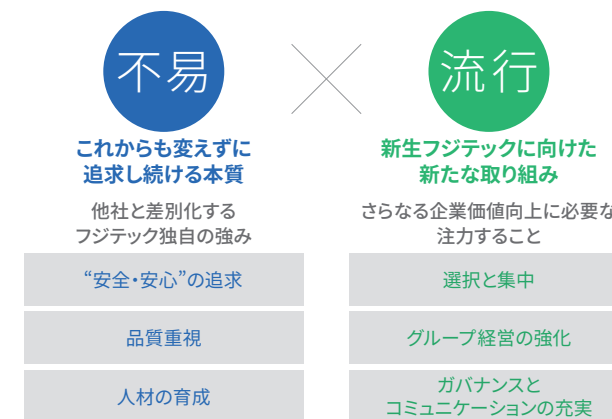 不易
これからも変えずに
追求し続ける本質
他社と差別化する
フジテック独自の強み
“安全・安心”の追求
品質重視
人材の育成
流行
新生フジテックに向けた
新たな取り組み
さらなる企業価値向上に必要な
注力すること
選択と集中
グループ経営の強化
ガバナンスと
コミュニケーションの充実